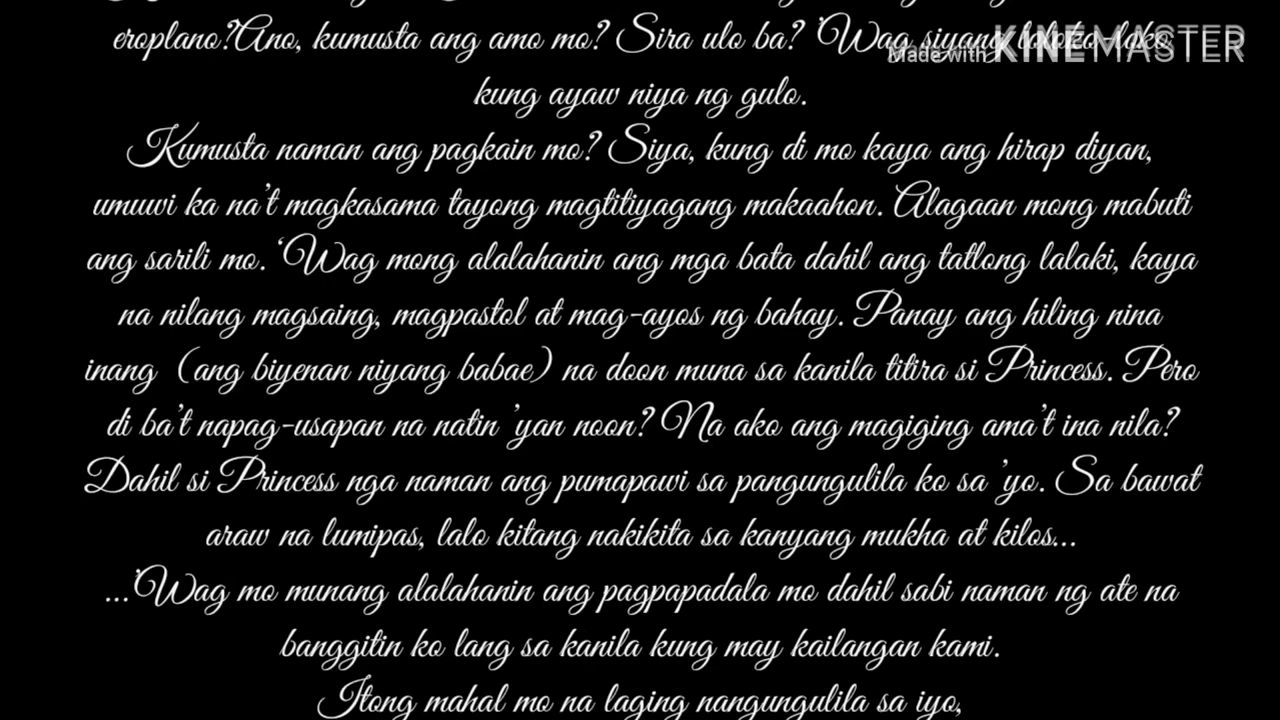 eroplano?Ano, kumusta ang amo mo? Sira ulo ba? 'Wag siyang
Made with KINEMASTER
kung ayaw niya ng gulo.
Kumusta naman ang pagkain mo? Siya, kung di mo kaya ang hirap diyan,
umuwi ka na't magkasama tayong magtitiyagang makaahon. Alagaan mong mabuti
ang sarili mo. 'Wag mong alalahanin ang mga bata dahil ang tatlong lalaki, kaya
na nilang magsaing, magpastol at mag-ayos ng bahay. Panay ang hiling nina
inang (ang biyenan niyang babae) na doon muna sa kanila titira si Princess. Pero
di ba't napag-usapan na natin 'yan noon? Na ako ang magiging ama't ina nila?
Dahil si Princess nga naman ang pumapawi sa pangungulila ko sa 'yo. Sa bawat
araw na lumipas, lalo kitang nakikita sa kanyang mukha at kilos...
...'Wag mo munang alalahanin ang pagpapadala mo dahil sabi naman ng ate na
banggitin ko lang sa kanila kung may kailangan kami.
Itong mahal mo na laging nangungulila sa iyo,